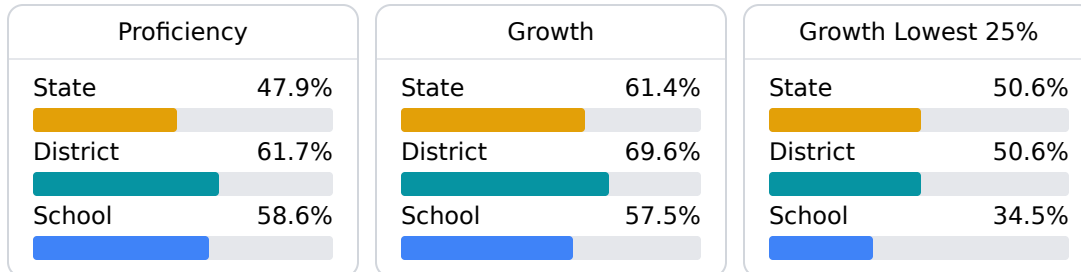 Proficiency
State 47.9%
District 61.7%
School 58.6%
Growth
State 61.4%
District 69.6%
School 57.5%
Growth Lowest 25%
State 50.6%
District 50.6%
School 34.5%